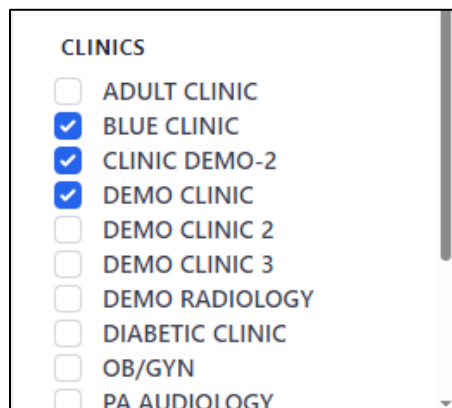 CLINICS
ADULT CLINIC
BLUE CLINIC
CLINIC DEMO-2
DEMO CLINIC
DEMO CLINIC 2
DEMO CLINIC 3
DEMO RADIOLOGY
DIABETIC CLINIC
OB/GYN
PA AUDIOLOGY